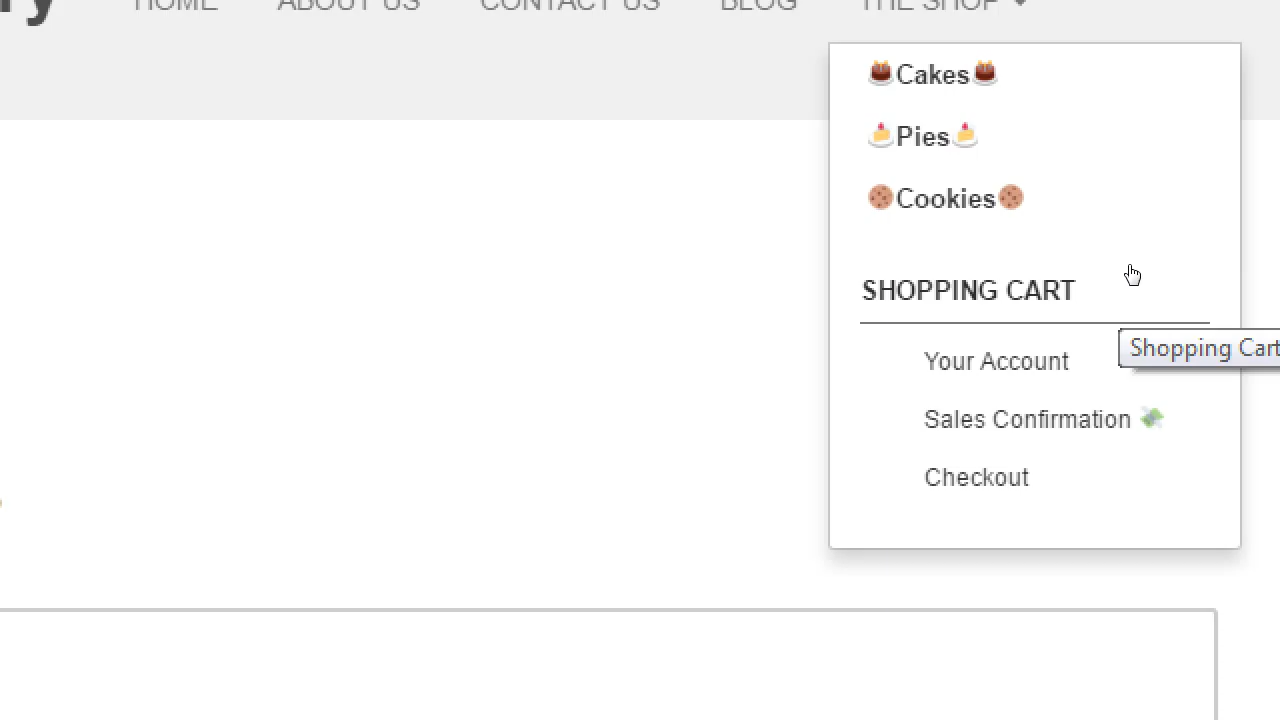 ry HOME ABOUT US CONTACT US BLOG THE SHOP
Cakes
Pies
Cookies
SHOPPING CART
Shopping Cart
Your Account
Sales Confirmation
Checkout